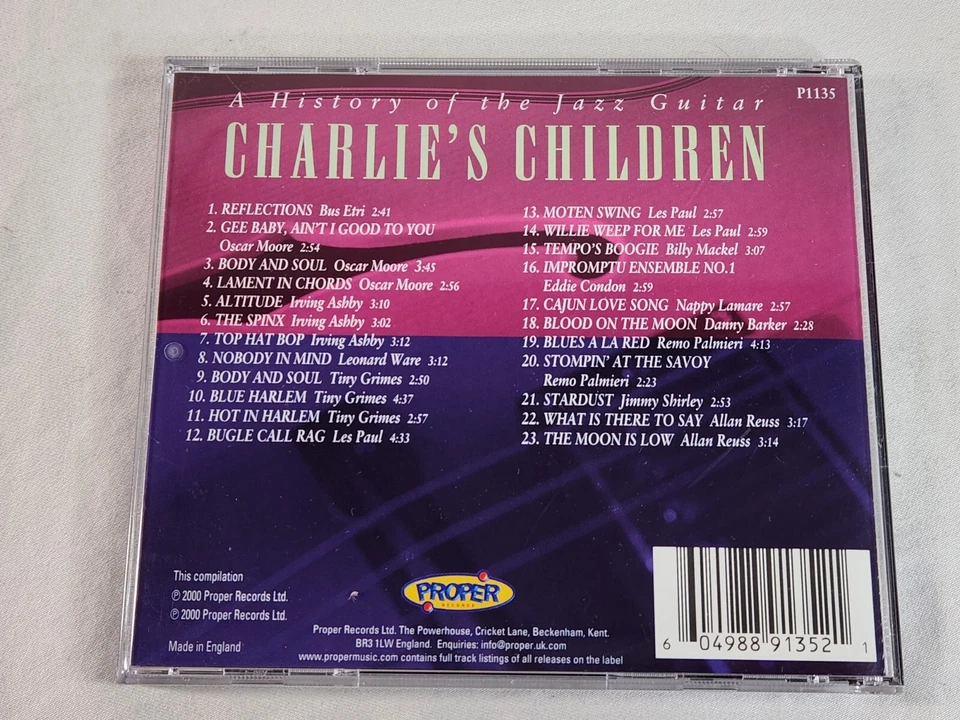 A History of the Jazz Guitar
P1135
CHARLIE'S CHILDREN
1. REFLECTIONS Bus Etri 2:41
2. GEE BABY, AIN'T I GOOD TO YOU
Oscar Moore 2:54
3. BODY AND SOUL Oscar Moore 3:45
4. LAMENT IN CHORDS Oscar Moore 2:56
5. ALTITUDE Irving Ashby 3:10
6. THE SPINX Irving Ashby 3:02
7. TOP HAT BOP Irving Ashby 3:12
8. NOBODY IN MIND Leonard Ware 3:12
9. BODY AND SOUL Tiny Grimes 2:50
10. BLUE HARLEM Tiny Grimes 4:37
11. HOT IN HARLEM Tiny Grimes 2:57
12. BUGLE CALL RAG Les Paul 4:33
13. MOTEN SWING Les Paul 2:57
14. WILLIE WEEP FOR ME Les Paul 2:59
15. TEMPO'S BOOGIE Billy Mackel 3:07
16. IMPROMPTU ENSEMBLE NO.1
Eddie Condon 2:59
17. CAJUN LOVE SONG Nappy Lamare 2:57
18. BLOOD ON THE MOON Danny Barker 2:28
19. BLUES A LA RED Remo Palmieri 4:13
20. STOMPIN' AT THE SAVOY
Remo Palmieri 2:23
21. STARDUST Jimmy Shirley 2:53
22. WHAT IS THERE TO SAY Allan Reuss 3:17
23. THE MOON IS LOW Allan Reuss 3:14
This compilation
℗ 2000 Proper Records Ltd.
© 2000 Proper Records Ltd.
Made in England
PROPER
RECORDS
Proper Records Ltd. The Powerhouse, Cricket Lane, Beckenham, Kent.
BR3 1LW England. Enquiries: info@proper.uk.com
www.propermusic.com contains full track listings of all releases on the label
6 04988 91352 1